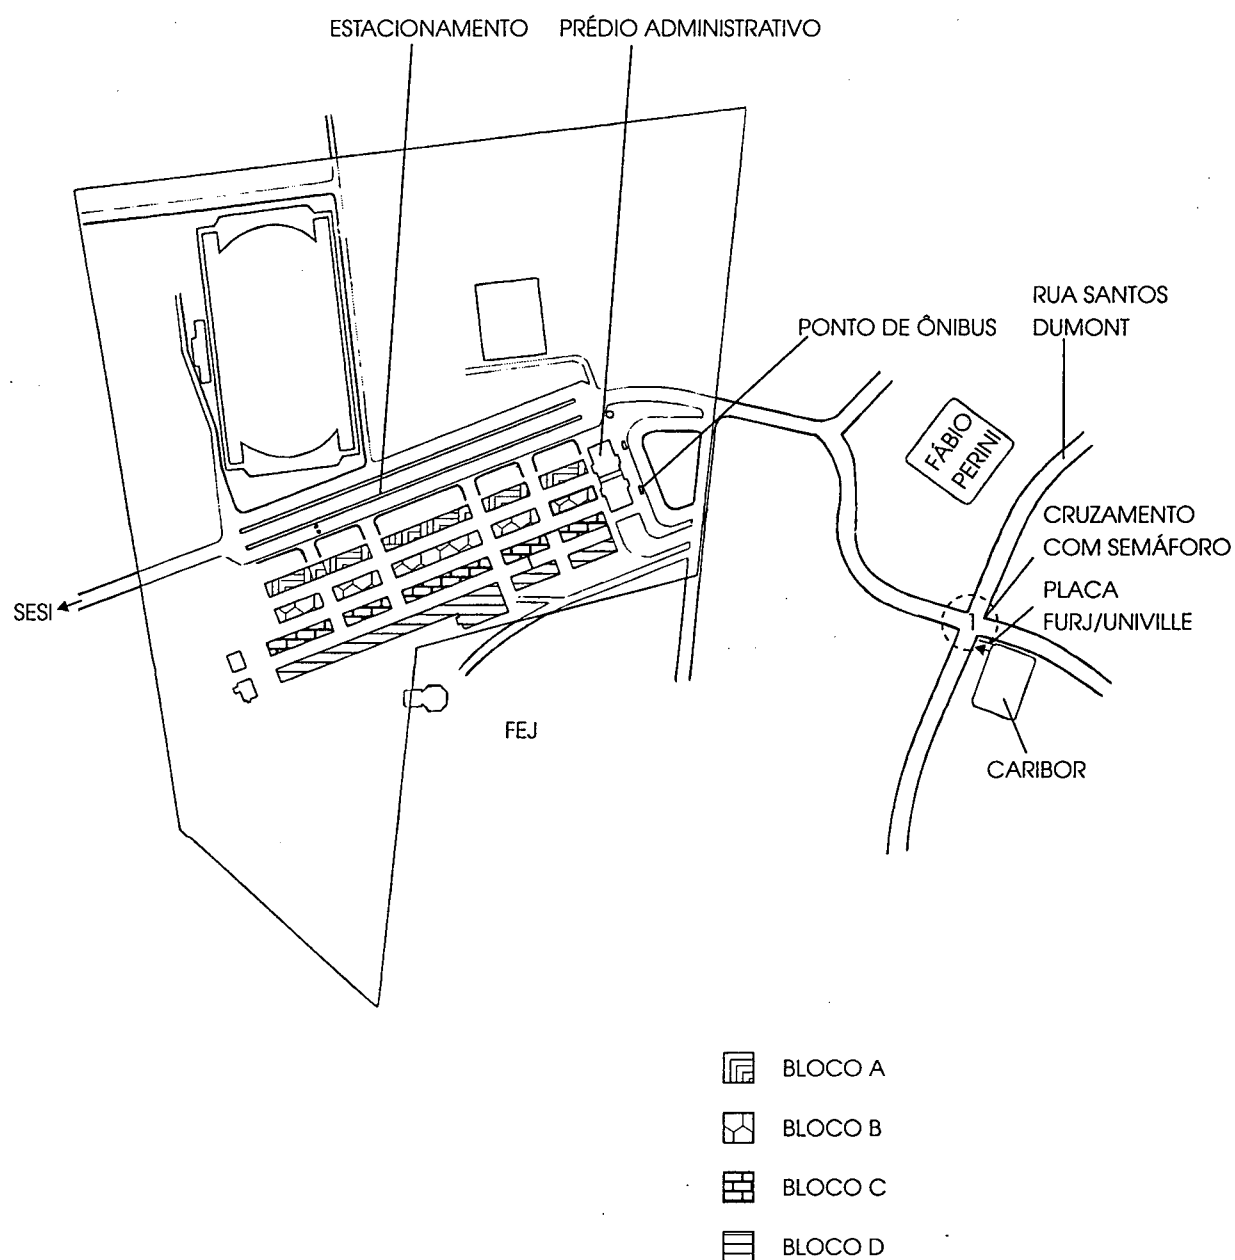 ESTACIONAMENTO
PRÉDIO ADMINISTRATIVO
RUA SANTOS
DUMONT
PONTO DE ÔNIBUS
FÁBIO
PERINI
CRUZAMENTO
COM SEMÁFORO
PLACA
FURJ/UNIVILLE
1
SESI
FEJ
CARIBOR
BLOCO A
BLOCO B
BLOCO C
BLOCO D